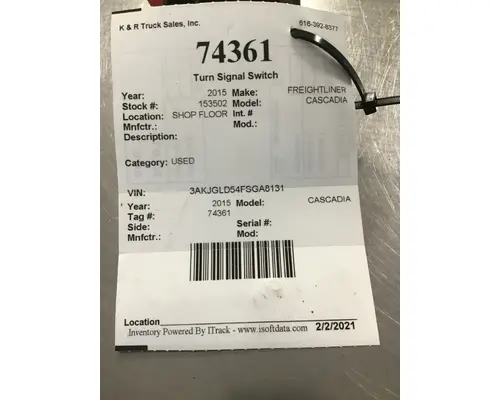 K & R Truck Sales, Inc. 616-392-8577
74361
Turn Signal Switch
Year: 2015 Make: FREIGHTLINER
Stock #: 153502 Model: CASCADIA
Location: SHOP FLOOR Int. #
Mnfctr.: Mod.:
Description:
Category: USED
VIN: 3AKJGLD54FSGA8131
Year: 2015 Model: CASCADIA
Tag #: 74361
Side: Serial #:
Mnfctr.: Mod:
Location
Inventory Powered By ITrack - www.isoftdata.com 2/2/2021